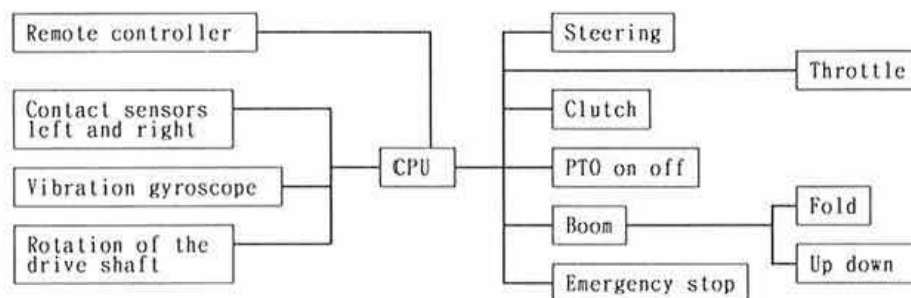 Remote controller
Contact sensors
left and right
Vibration gyroscope
Rotation of the
drive shaft
CPU
Steering
Throttle
Clutch
PTO on off
Boom
Fold
Up down
Emergency stop